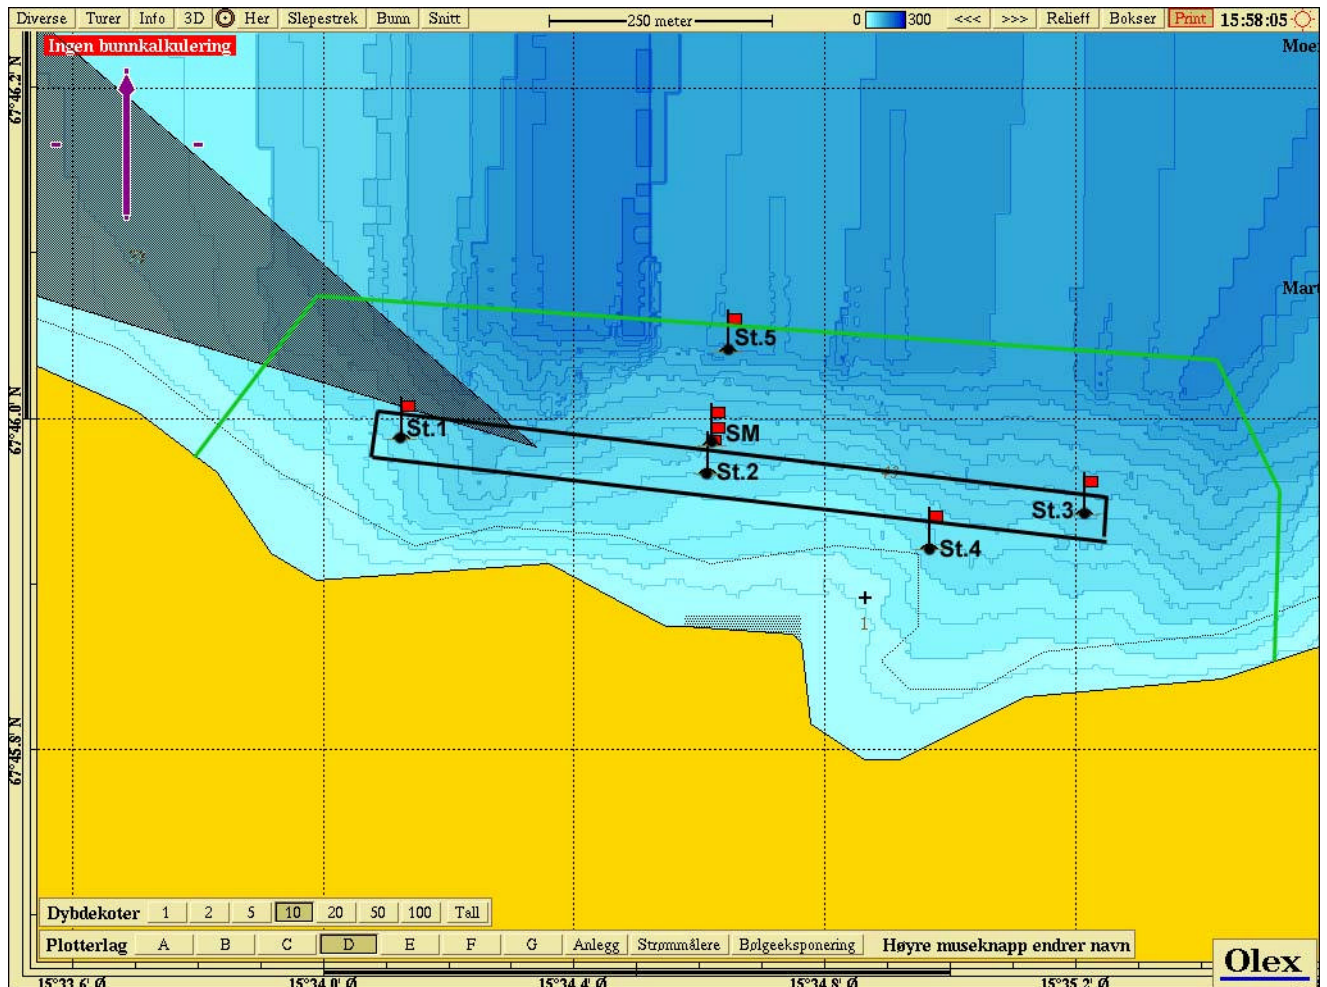 Diverse Turer Info 3D Her Slepestrek Bunn Snitt 250 meter 0 300 <<< >>> Relieff Bokser Print 15:58:05
Ingen bunnkalkulering
67°46.2' N
St.5
67°46.0' N
St.1
SM
St.2
St.3
St.4
1
67°45.8' N
Dybdekoter 1 2 5 10 20 50 100 Tall
Plotterlag A B C D E F G Anlegg Strømmålere Bølgeeksponering Høyre museknapp endrer navn
Olex
15°33.6' Ø 15°34.0' Ø 15°34.4' Ø 15°34.8' Ø 15°35.2' Ø